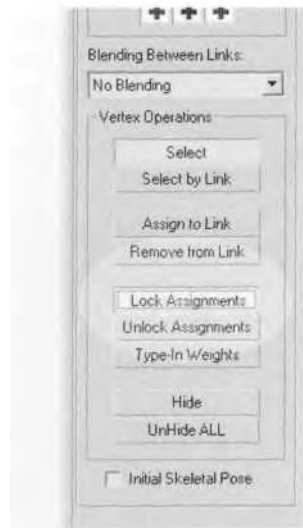 Blending Between Links:
No Blending
Vertex Operations
Select
Select by Link
Assign to Link
Remove from Link
Lock Assignments
Unlock Assignments
Type-In Weights
Hide
UnHide ALL
Initial Skeletal Pose